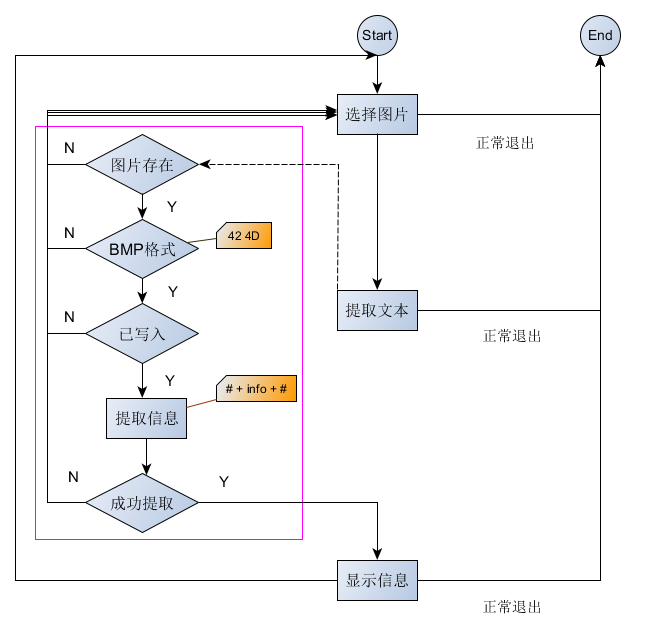 Start
End
选择图片
正常退出
N
图片存在
Y
N
BMP格式
42 4D
Y
N
已写入
提取文本
正常退出
Y
# + info + #
提取信息
N
成功提取
Y
显示信息
正常退出